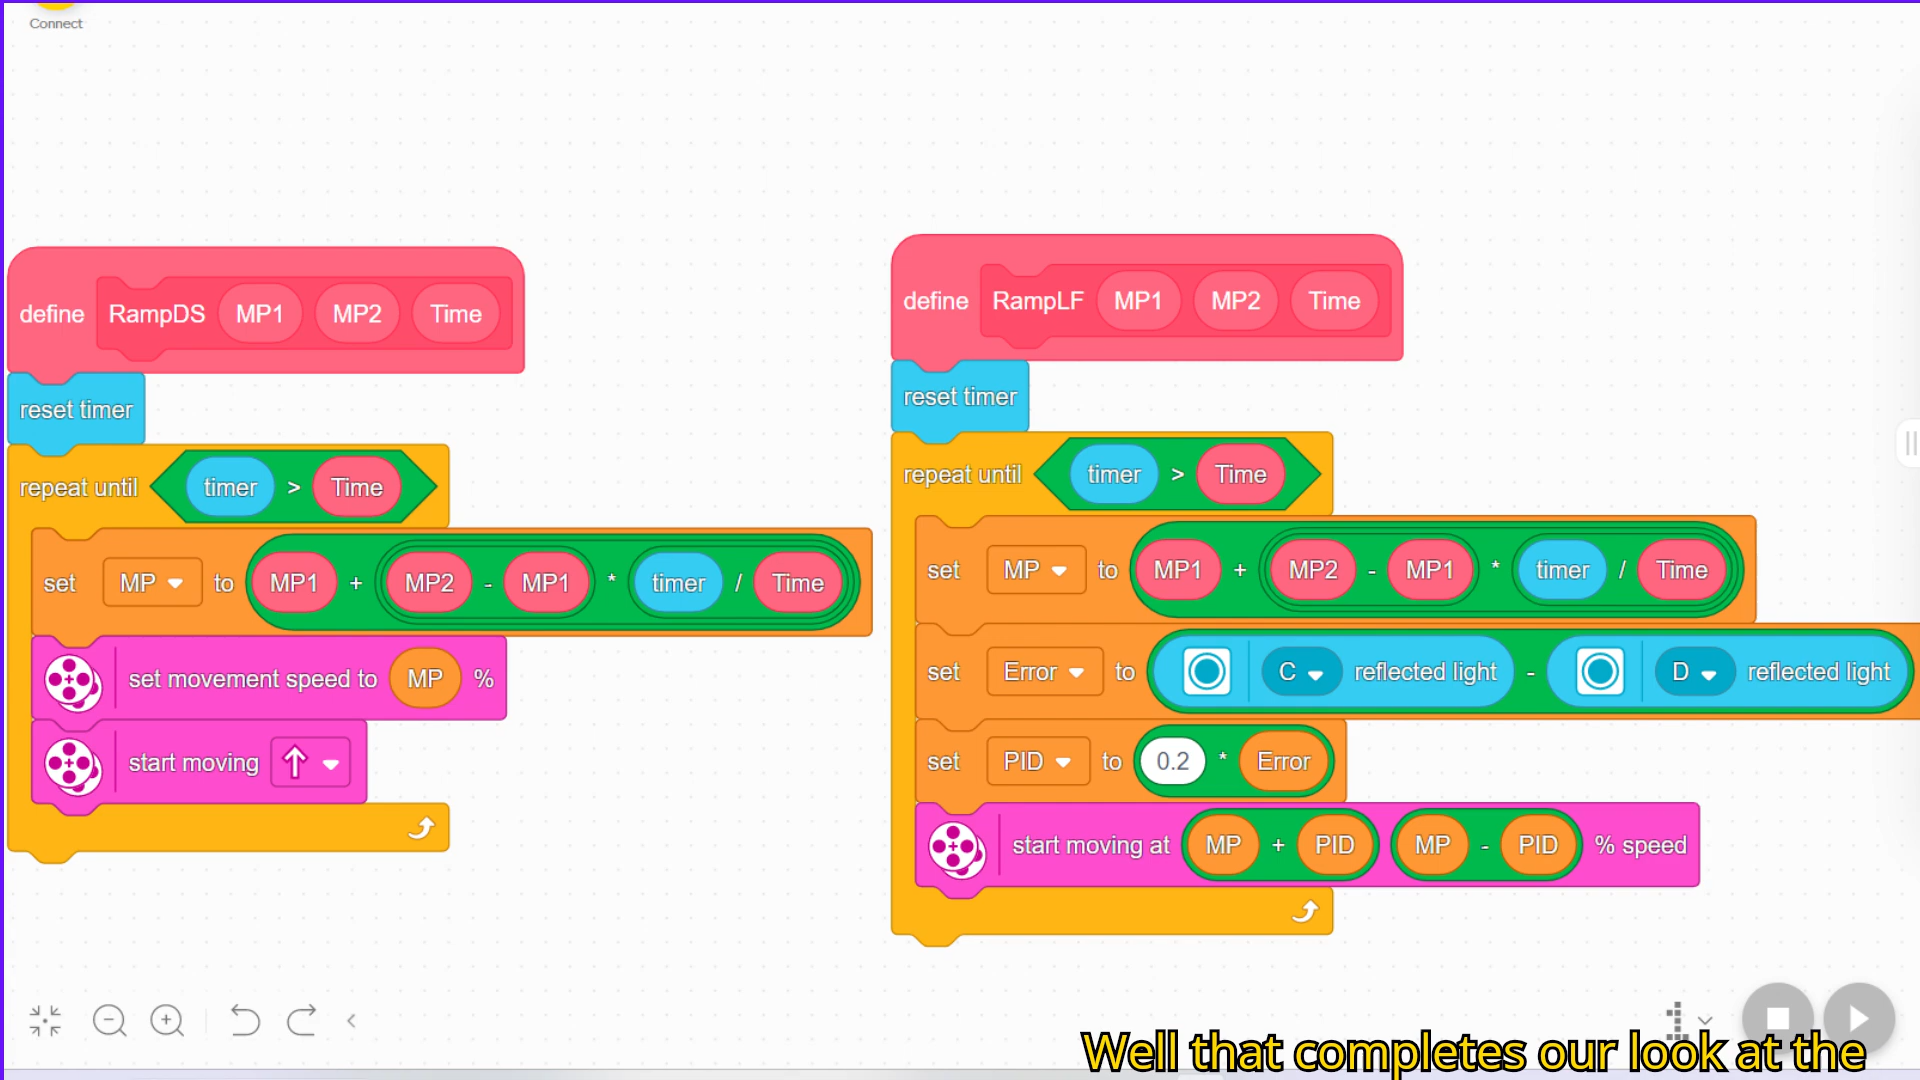 Connect
define RampDS MP1 MP2 Time
reset timer
repeat until timer > Time
set MP to MP1 + MP2 - MP1 * timer / Time
set movement speed to MP %
start moving
define RampLF MP1 MP2 Time
reset timer
repeat until timer > Time
set MP to MP1 + MP2 - MP1 * timer / Time
set Error to C reflected light - D reflected light
set PID to 0.2 * Error
start moving at MP + PID MP - PID % speed
1
Well that completes our look at the